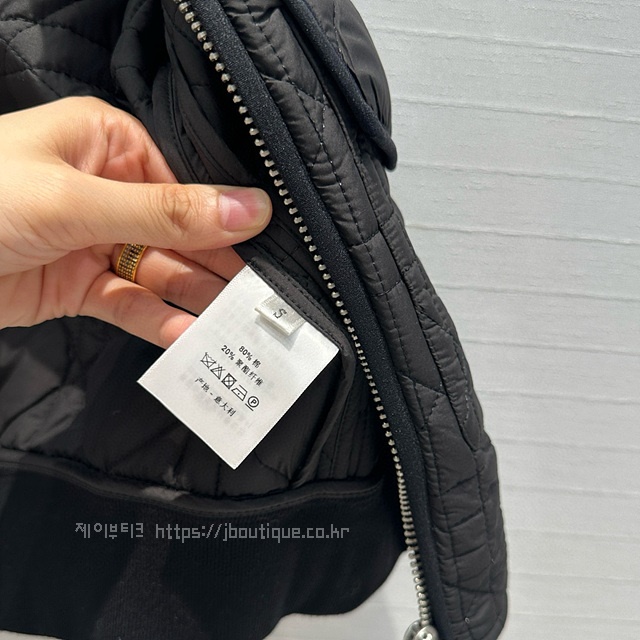 S
80% 棉
20% 聚酯纤维
产地：意大利
제이부티크 https://jboutique.co.kr